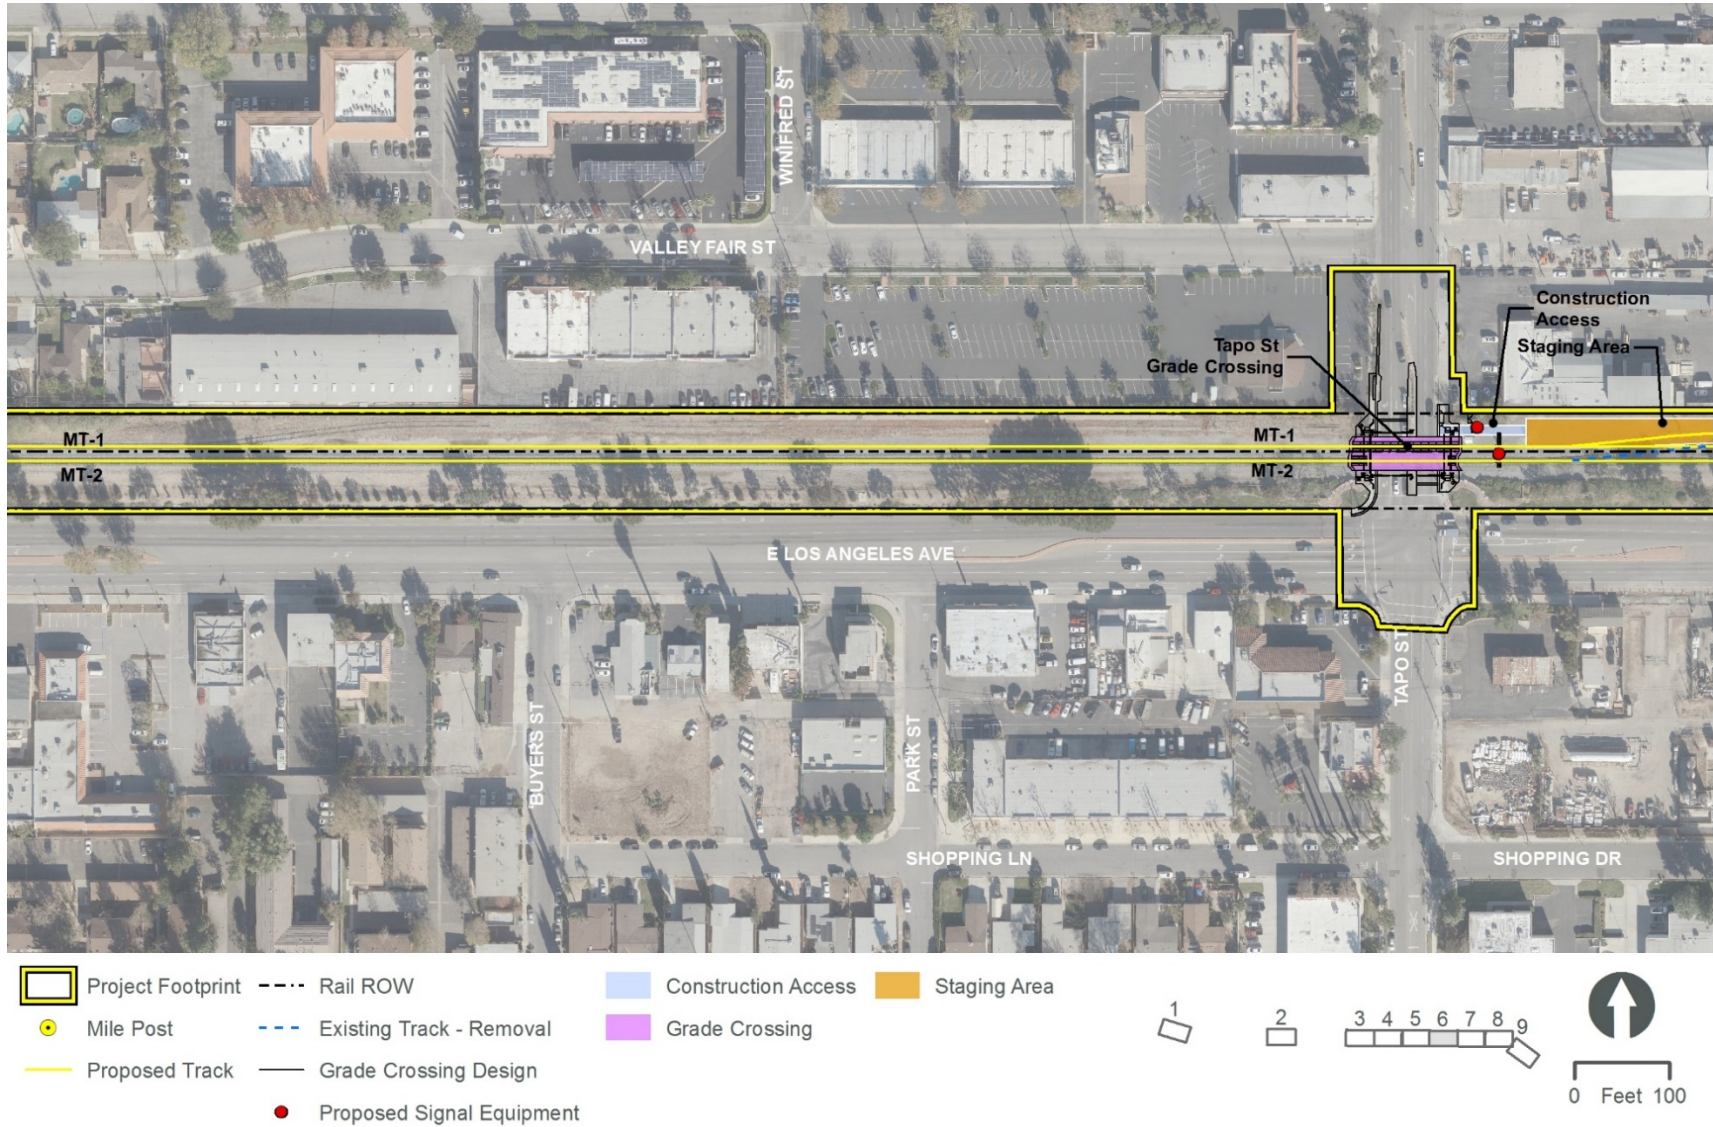 WINIFRED ST
VALLEY FAIR ST
Construction
Access
Tapo St
Grade Crossing
Staging Area
MT-1
MT-1
MT-2
MT-2
E LOS ANGELES AVE
TAPO ST
BUYERS ST
PARK ST
SHOPPING LN
SHOPPING DR
Project Footprint
Rail ROW
Construction Access
Staging Area
Mile Post
Existing Track - Removal
Grade Crossing
Proposed Track
Grade Crossing Design
Proposed Signal Equipment
1
2
3 4 5 6 7 8 9
0 Feet 100